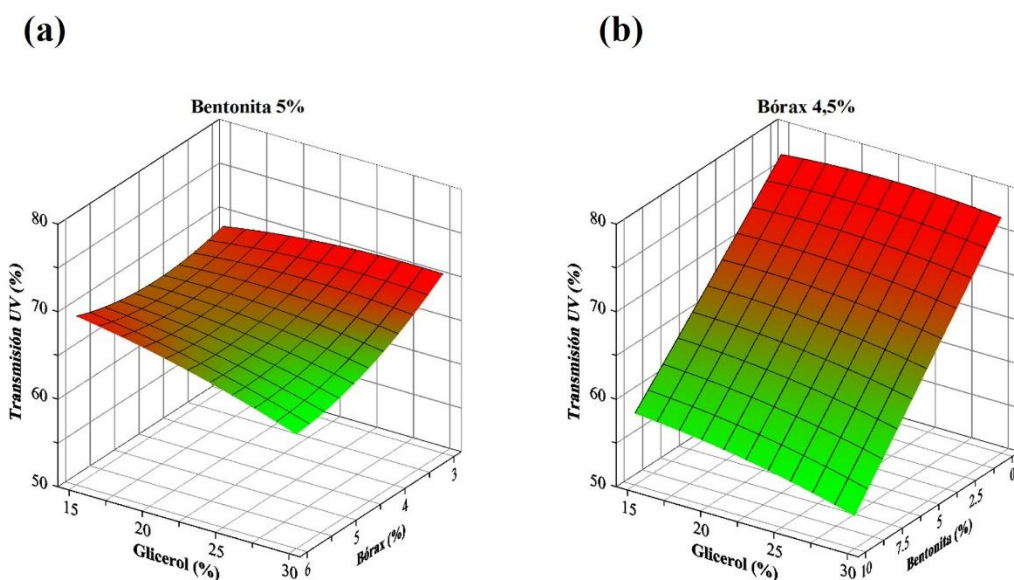 (a)
Bentonita 5%
80
70
60
50
Transmisión UV (%)
15
20
25
30
Glicerol (%)
6
5
4
3
Bórax (%)
(b)
Bórax 4,5%
80
70
60
50
Transmisión UV (%)
15
20
25
30
Glicerol (%)
10
7.5
5
2.5
0
Bentonita (%)